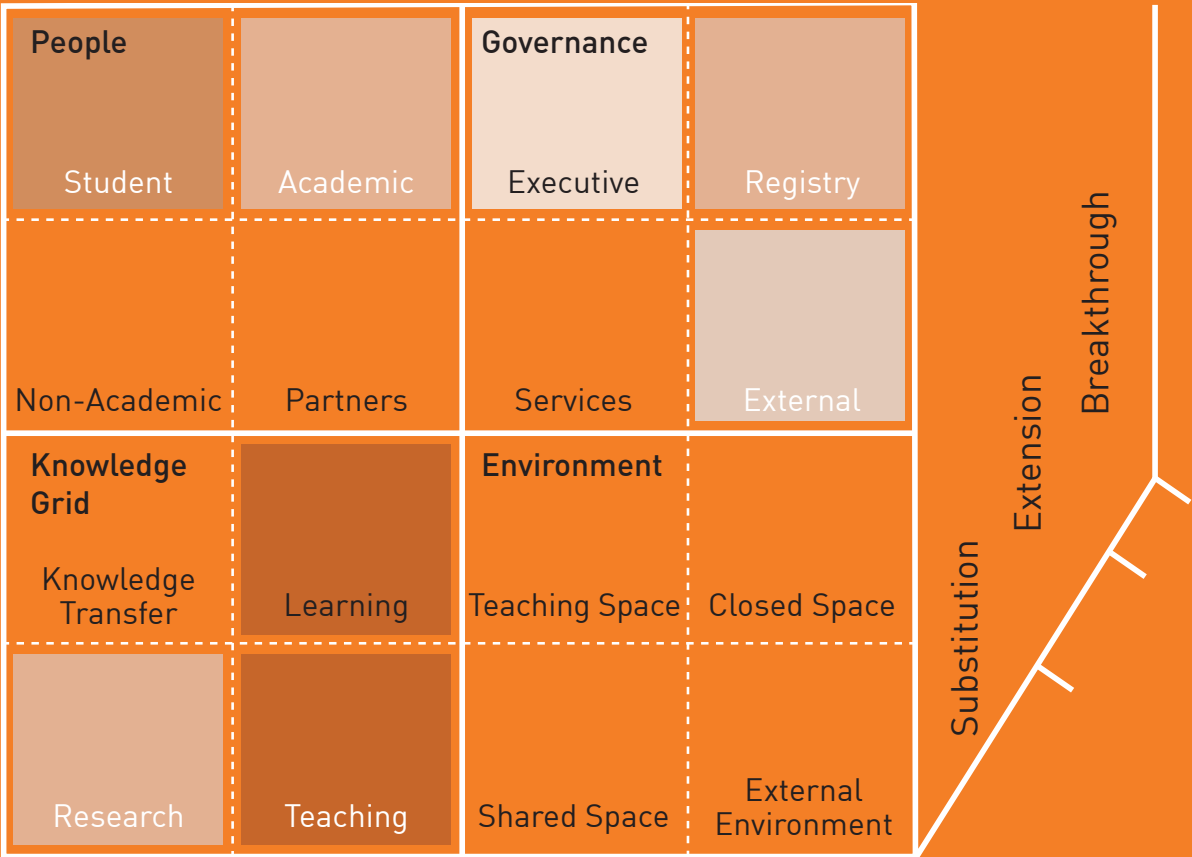 People
Governance
Student
Academic
Executive
Registry
Non-Academic
Partners
Services
External
Knowledge
Grid
Environment
Knowledge
Transfer
Learning
Teaching Space
Closed Space
Research
Teaching
Shared Space
External
Environment
Substitution
Extension
Breakthrough